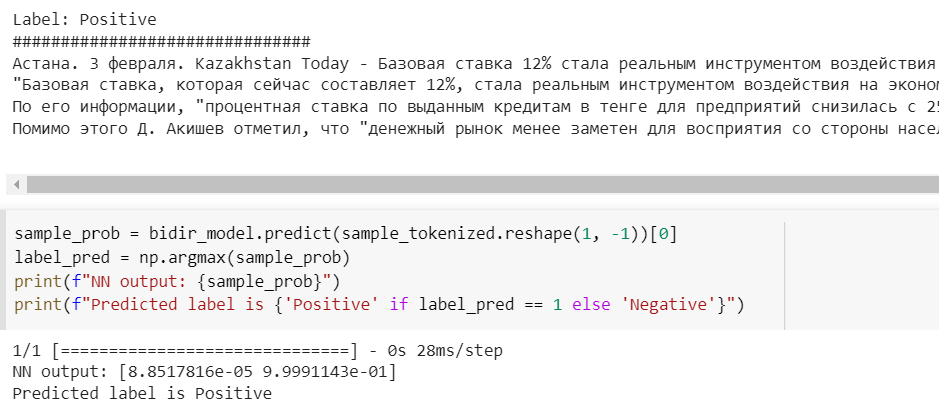 Label: Positive
###############################
Астана. 3 февраля. Kazakhstan Today - Базовая ставка 12% стала реальным инструментом воздействия
"Базовая ставка, которая сейчас составляет 12%, стала реальным инструментом воздействия на
По его информации, "процентная ставка по выданным кредитам в тенге для предприятий снизилась с
Помимо этого Д. Акишев отметил, что "денежный рынок менее заметен для восприятия со стороны
sample_prob = bidir_model.predict(sample_tokenized.reshape(1, -1))[0]
label_pred = np.argmax(sample_prob)
print(f"NN output: {sample_prob}")
print(f"Predicted label is {'Positive' if label_pred == 1 else 'Negative'}")
1/1 [==============================] - 0s 28ms/step
NN output: [8.8517816e-05 9.9991143e-01]
Predicted label is Positive